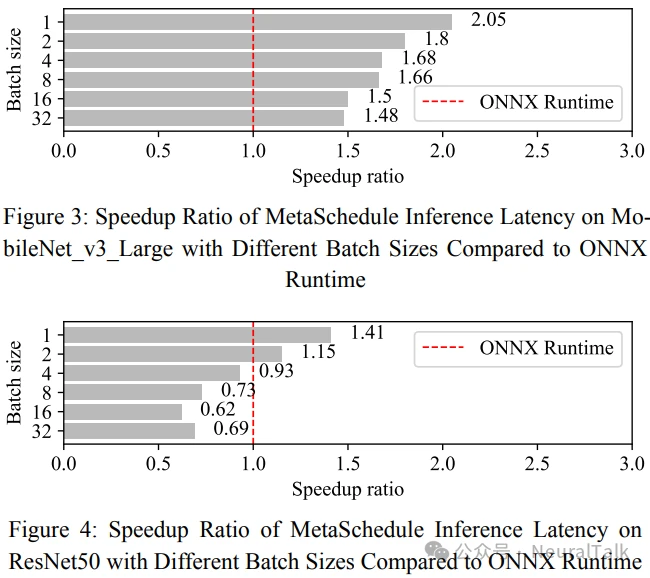 Batch size
1
2
4
8
16
32
2.05
1.8
1.68
1.66
1.5
1.48
ONNX Runtime
0.0 0.5 1.0 1.5 2.0 2.5 3.0
Speedup ratio
Figure 3: Speedup Ratio of MetaSchedule Inference Latency on Mo-
bileNet_v3_Large with Different Batch Sizes Compared to ONNX
Runtime
Batch size
1
2
4
8
16
32
1.41
1.15
0.93
0.73
0.62
0.69
ONNX Runtime
0.0 0.5 1.0 1.5 2.0 2.5 3.0
Speedup ratio
Figure 4: Speedup Ratio of MetaSchedule Inference Latency on
ResNet50 with Different Batch Sizes Compared to ONNX Runtime
公众号 · NeuralTalk